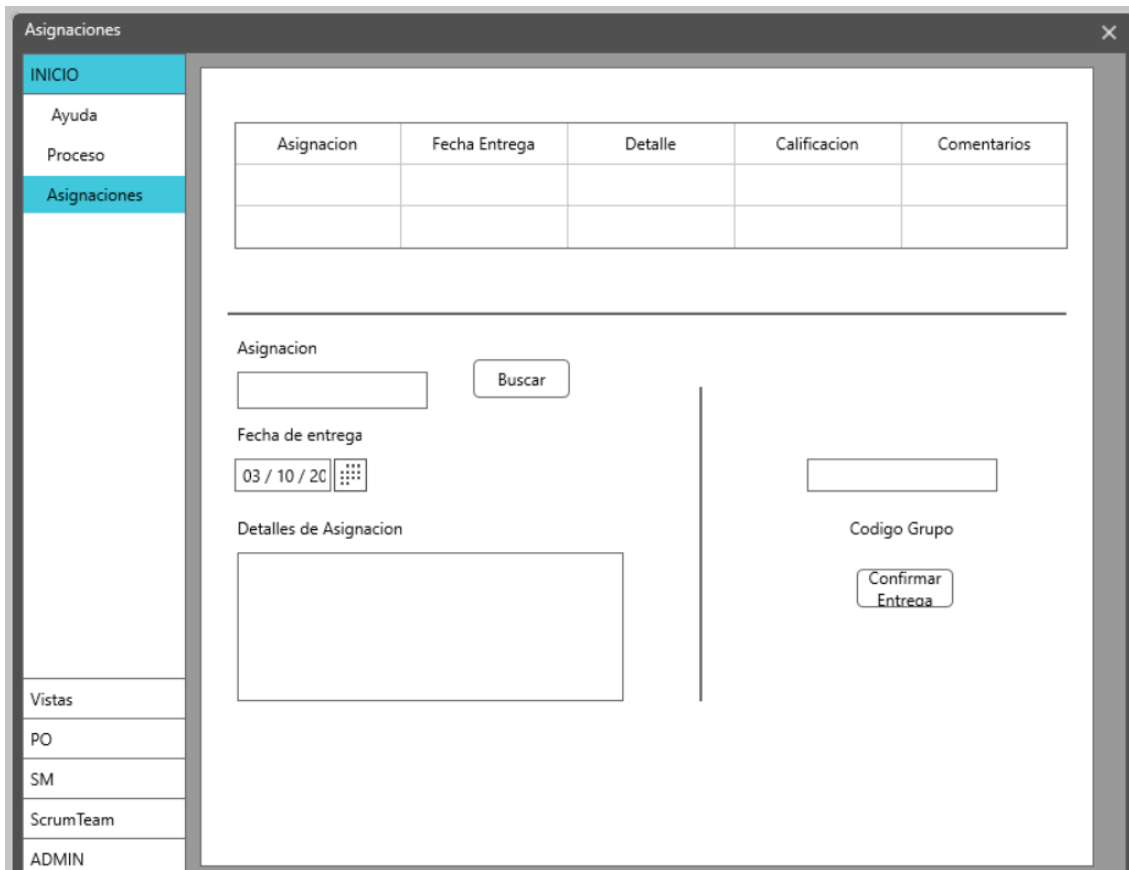 Asignaciones
INICIO
Ayuda
Proceso
Asignaciones
Vistas
PO
SM
ScrumTeam
ADMIN
Asignacion Fecha Entrega Detalle Calificacion Comentarios
Asignacion
Buscar
Fecha de entrega
03 / 10 / 20
Detalles de Asignacion
Codigo Grupo
Confirmar
Entrega